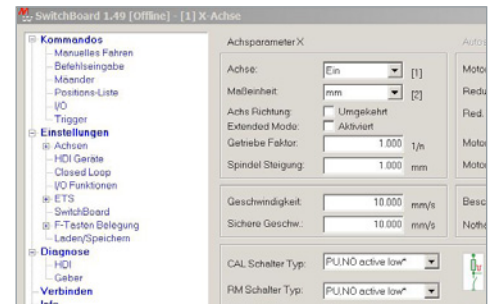 SwitchBoard 1.49 [Offline] - [1] X-Achse
Kommandos
Manuelles Fahren
Befehlseingabe
Mäander
Positions-Liste
I/O
Trigger
Einstellungen
Achsen
HDI Geräte
Closed Loop
I/O Funktionen
ETS
SwitchBoard
F-Tasten Belegung
Laden/Speichern
Diagnose
HDI
Geber
Verbinden
Info
Achsparameter X
Achse: Ein [1]
Maßeinheit: mm [2]
Achs Richtung: Umgekehrt
Extended Mode: Aktiviert
Getriebe Faktor: 1.000 1/n
Spindel Steigung: 1.000 mm
Geschwindigkeit: 10.000 mm/s
Sichere Geschw.: 10.000 mm/s
CAL Schalter Typ: PU,NO active low*
RM Schalter Typ: PU,NO active low*
Autos
Moto
Redu
Red.
Moto
Moto
Besc
Notha